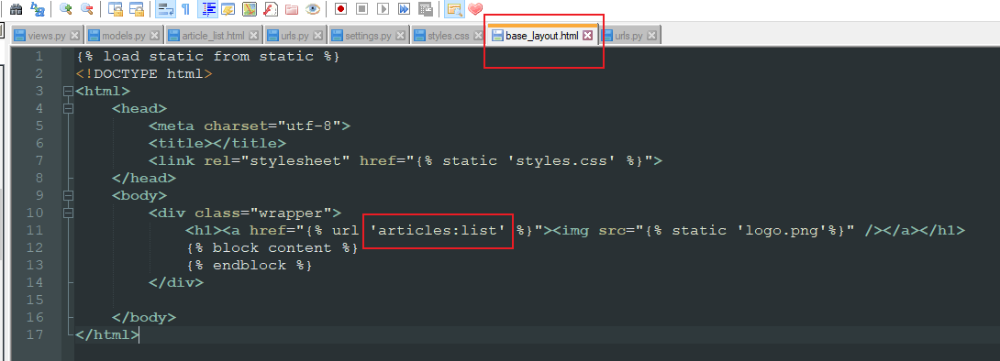 views.py models.py article_list.html urls.py settings.py styles.css base_layout.html urls.py
1 {% load static from static %}
2 <!DOCTYPE html>
3 <html>
4 <head>
5 <meta charset="utf-8">
6 <title></title>
7 <link rel="stylesheet" href="{% static 'styles.css' %}">
8 </head>
9 <body>
10 <div class="wrapper">
11 <h1><a href="{% url 'articles:list' %}"><img src="{% static 'logo.png'%}" /></a></h1>
12 {% block content %}
13 {% endblock %}
14 </div>
15
16 </body>
17 </html>